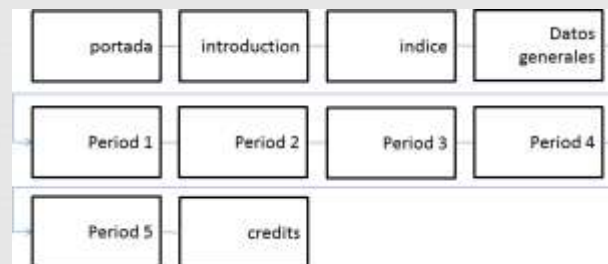 portada
introduction
indice
Datos
generales
Period 1
Period 2
Period 3
Period 4
Period 5
credits